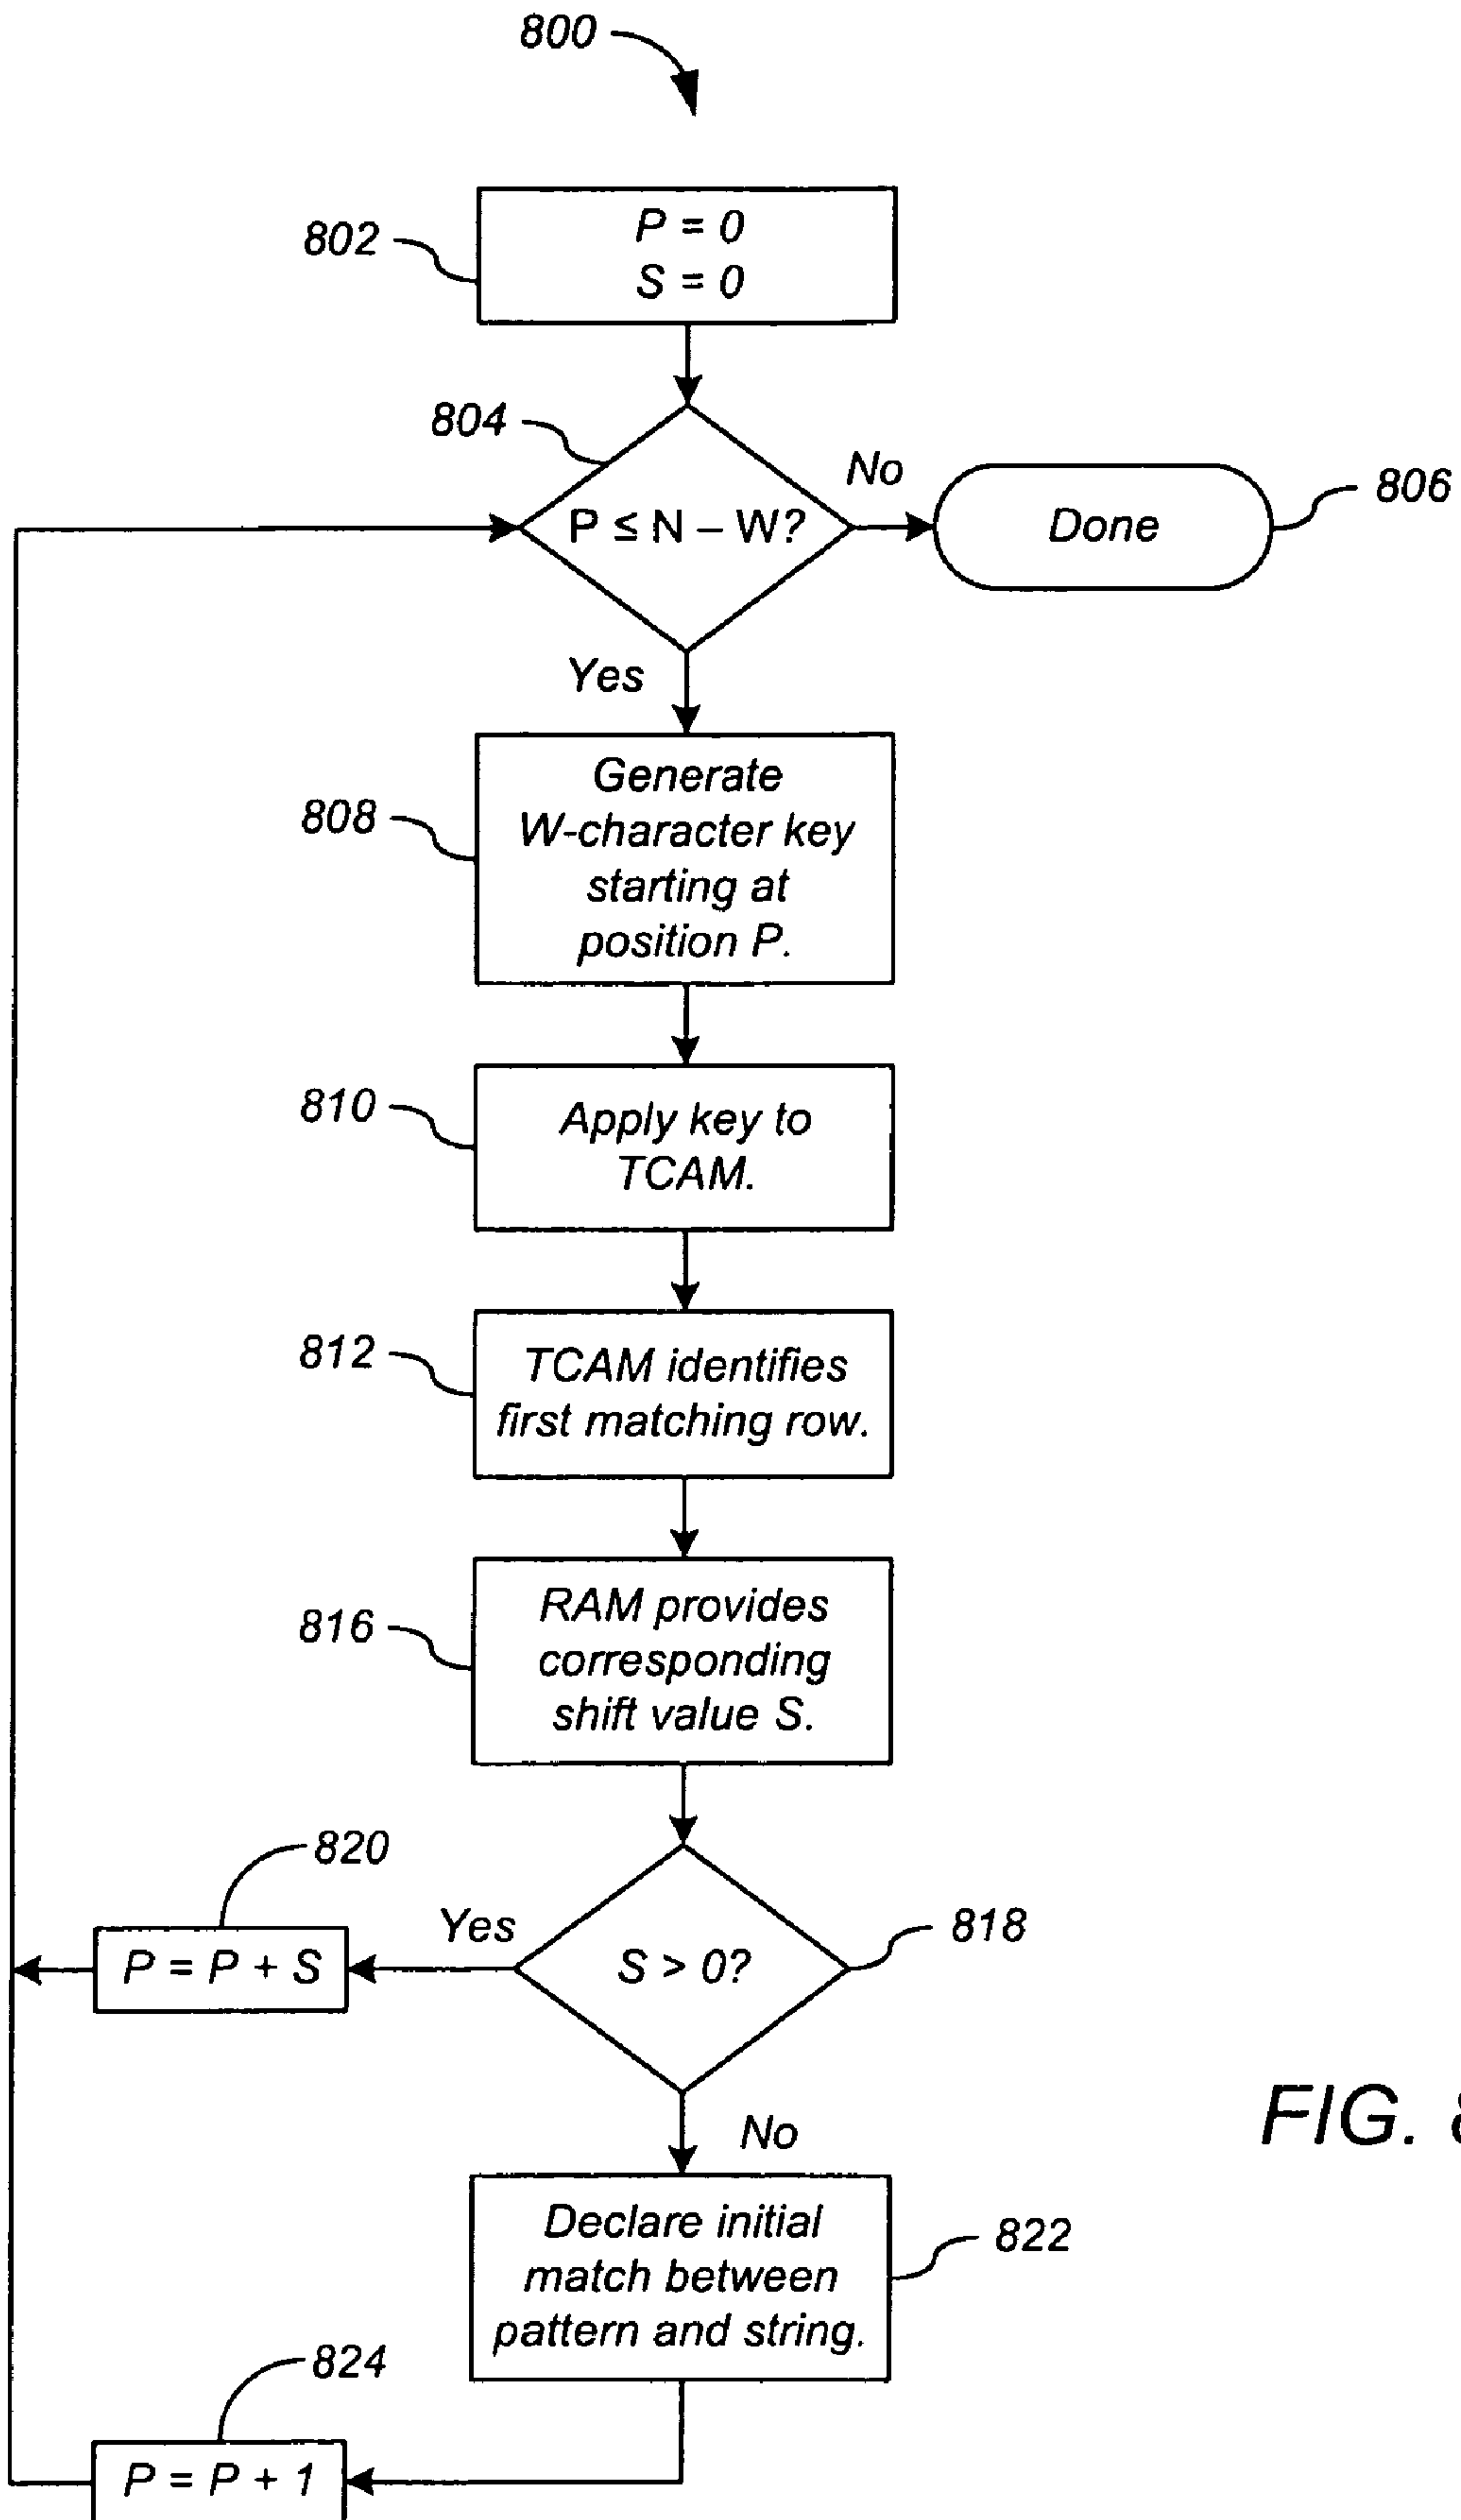 800
802
P = 0
S = 0
804
P ≤ N – W?
No
Done
806
Yes
808
Generate
W-character key
starting at
position P.
810
Apply key to
TCAM.
812
TCAM identifies
first matching row.
816
RAM provides
corresponding
shift value S.
820
P = P + S
Yes
S > 0?
818
No
FIG. 8
822
Declare initial
match between
pattern and string.
824
P = P + 1